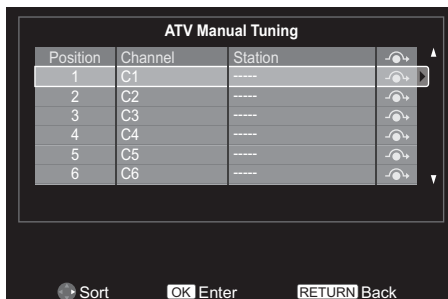 ATV Manual Tuning
Position Channel Station
1 C1 -----
2 C2 -----
3 C3 -----
4 C4 -----
5 C5 -----
6 C6 -----
Sort OK Enter RETURN Back